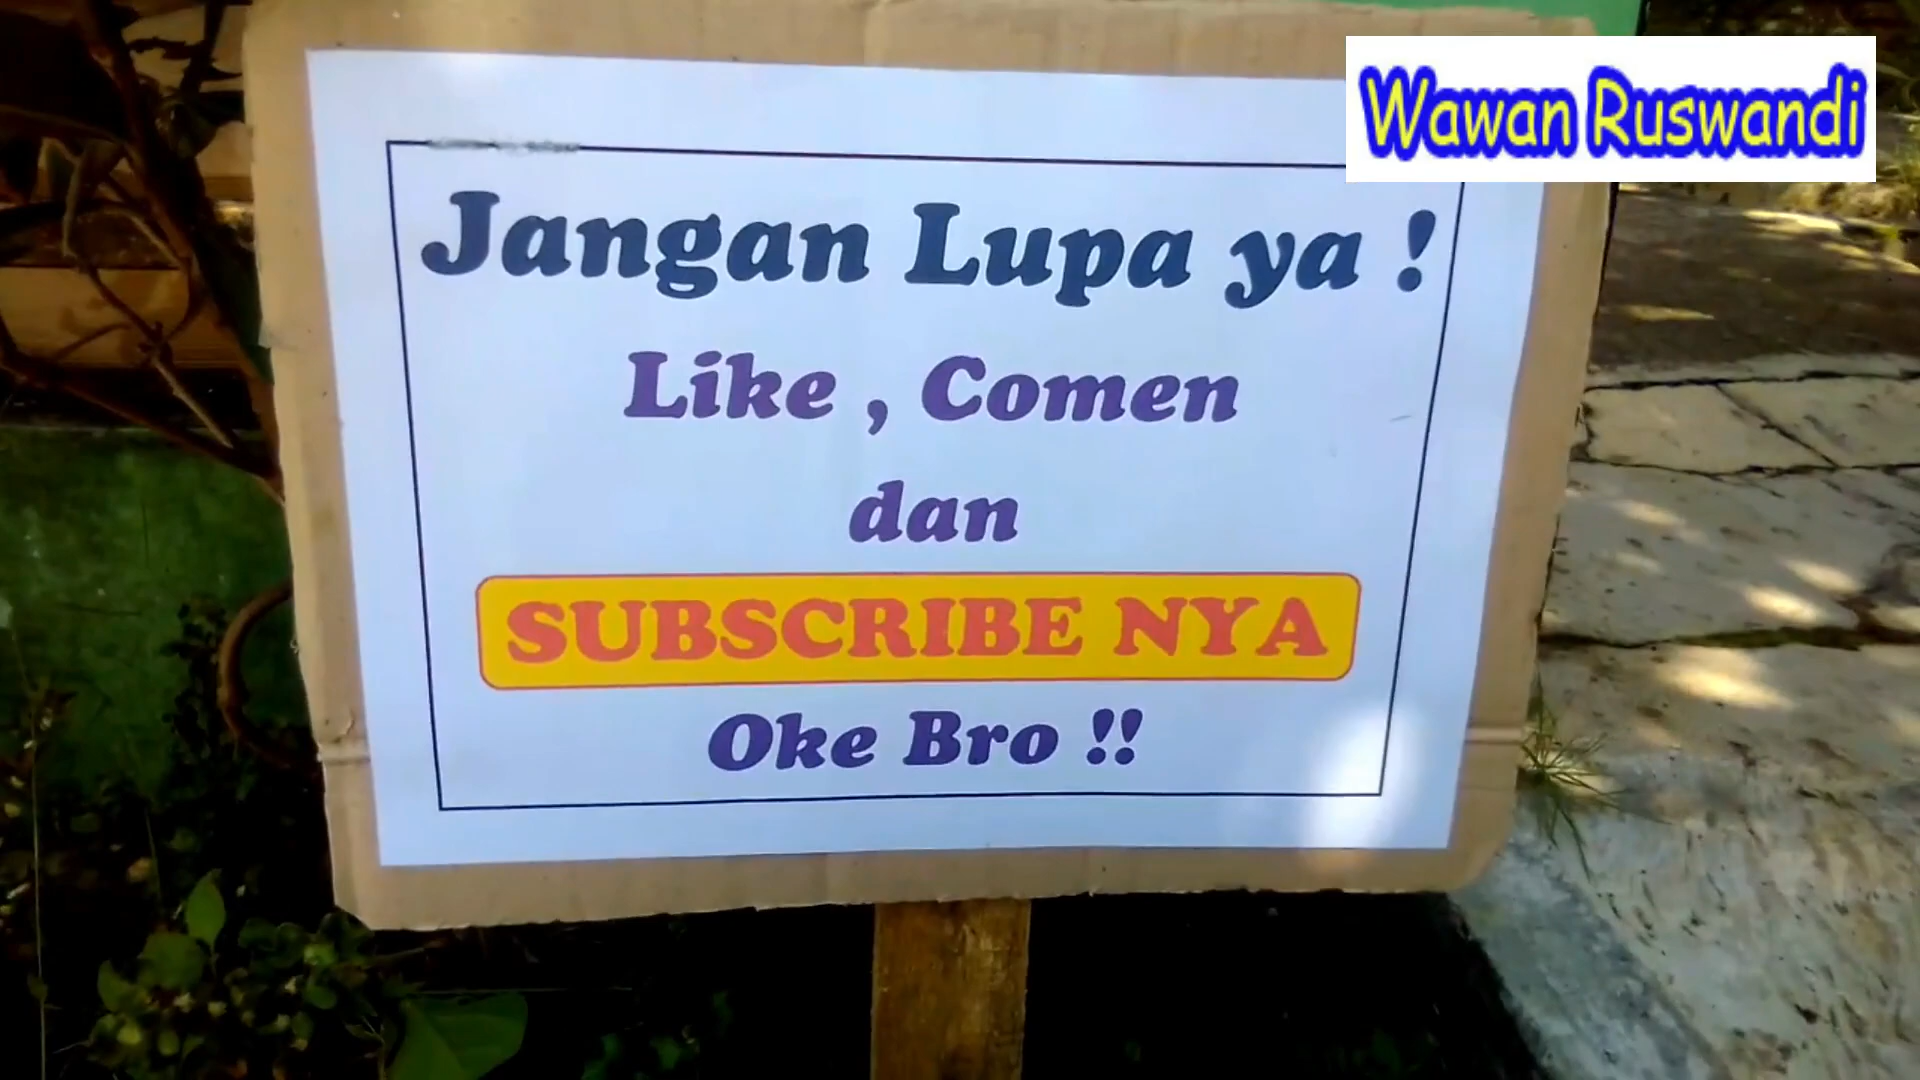 Wawan Ruswandi
Jangan Lupa ya !
Like , Comen
dan
SUBSCRIBE NYA
Oke Bro !!